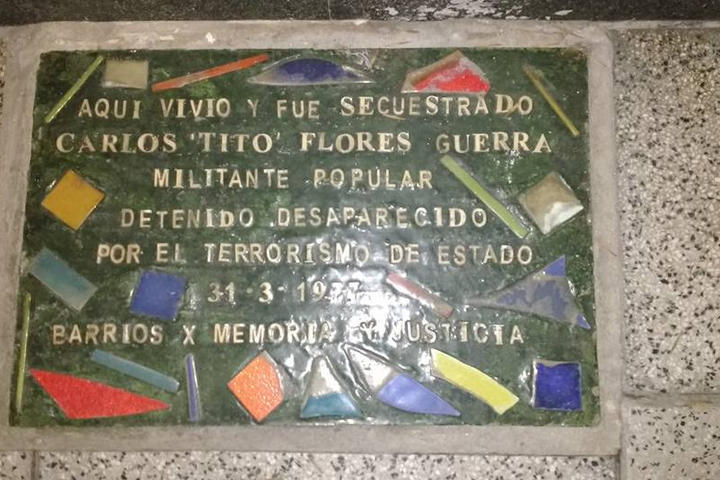 AQUI VIVIO Y FUE SECUESTRADO
CARLOS 'TITO' FLORES GUERRA
MILITANTE POPULAR
DETENIDO DESAPARECIDO
POR EL TERRORISMO DE ESTADO
31-3-1977
BARRIOS X MEMORIA Y JUSTICIA